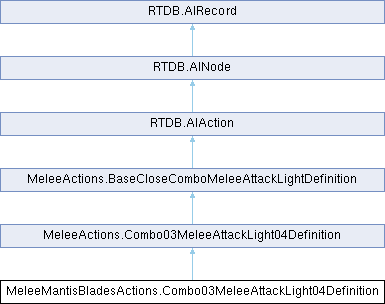 RTDB.AIRecord
RTDB.AINode
RTDB.AIAction
MeleeActions.BaseCloseComboMeleeAttackLightDefinition
MeleeActions.Combo03MeleeAttackLight04Definition
MeleeMantisBladesActions.Combo03MeleeAttackLight04Definition